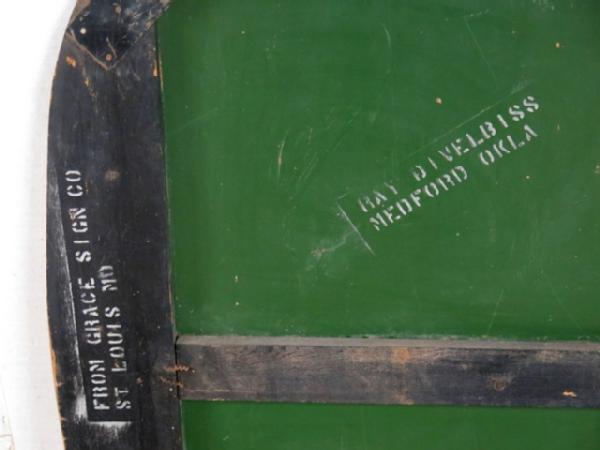 FROM GRACE SIGN CO
ST LOUIS MO
RAY DIVELBISS
MEDFORD OKLA